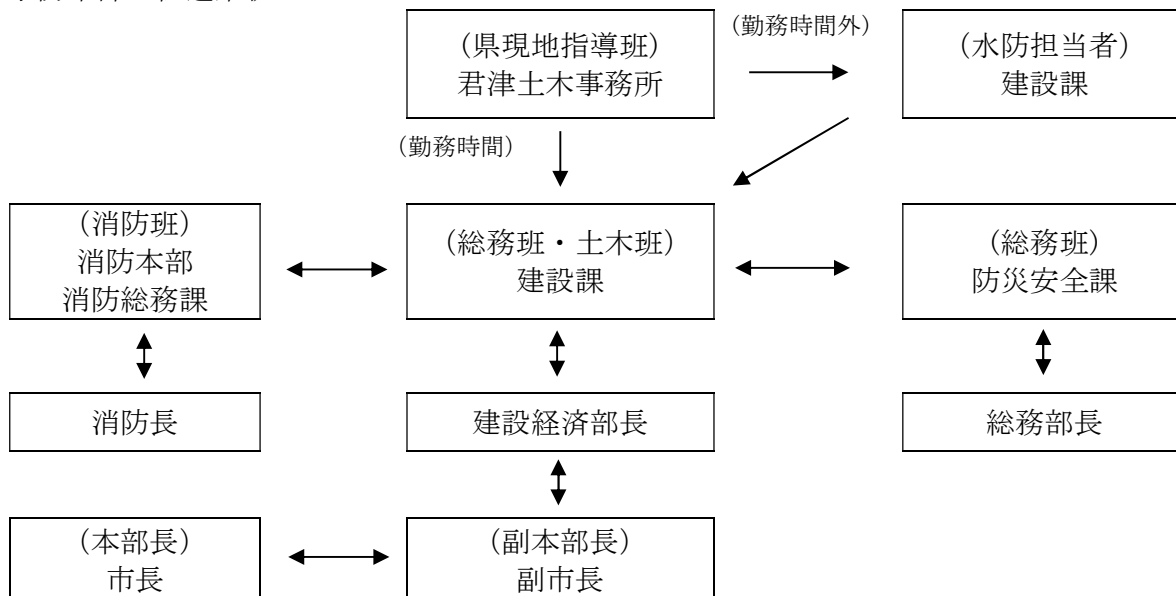 (県現地指導班)
君津土木事務所
(勤務時間外)
(水防担当者)
建設課
(勤務時間)
(消防班)
消防本部
消防総務課
(総務班・土木班)
建設課
(総務班)
防災安全課
消防長
建設経済部長
総務部長
(本部長)
市長
(副本部長)
副市長